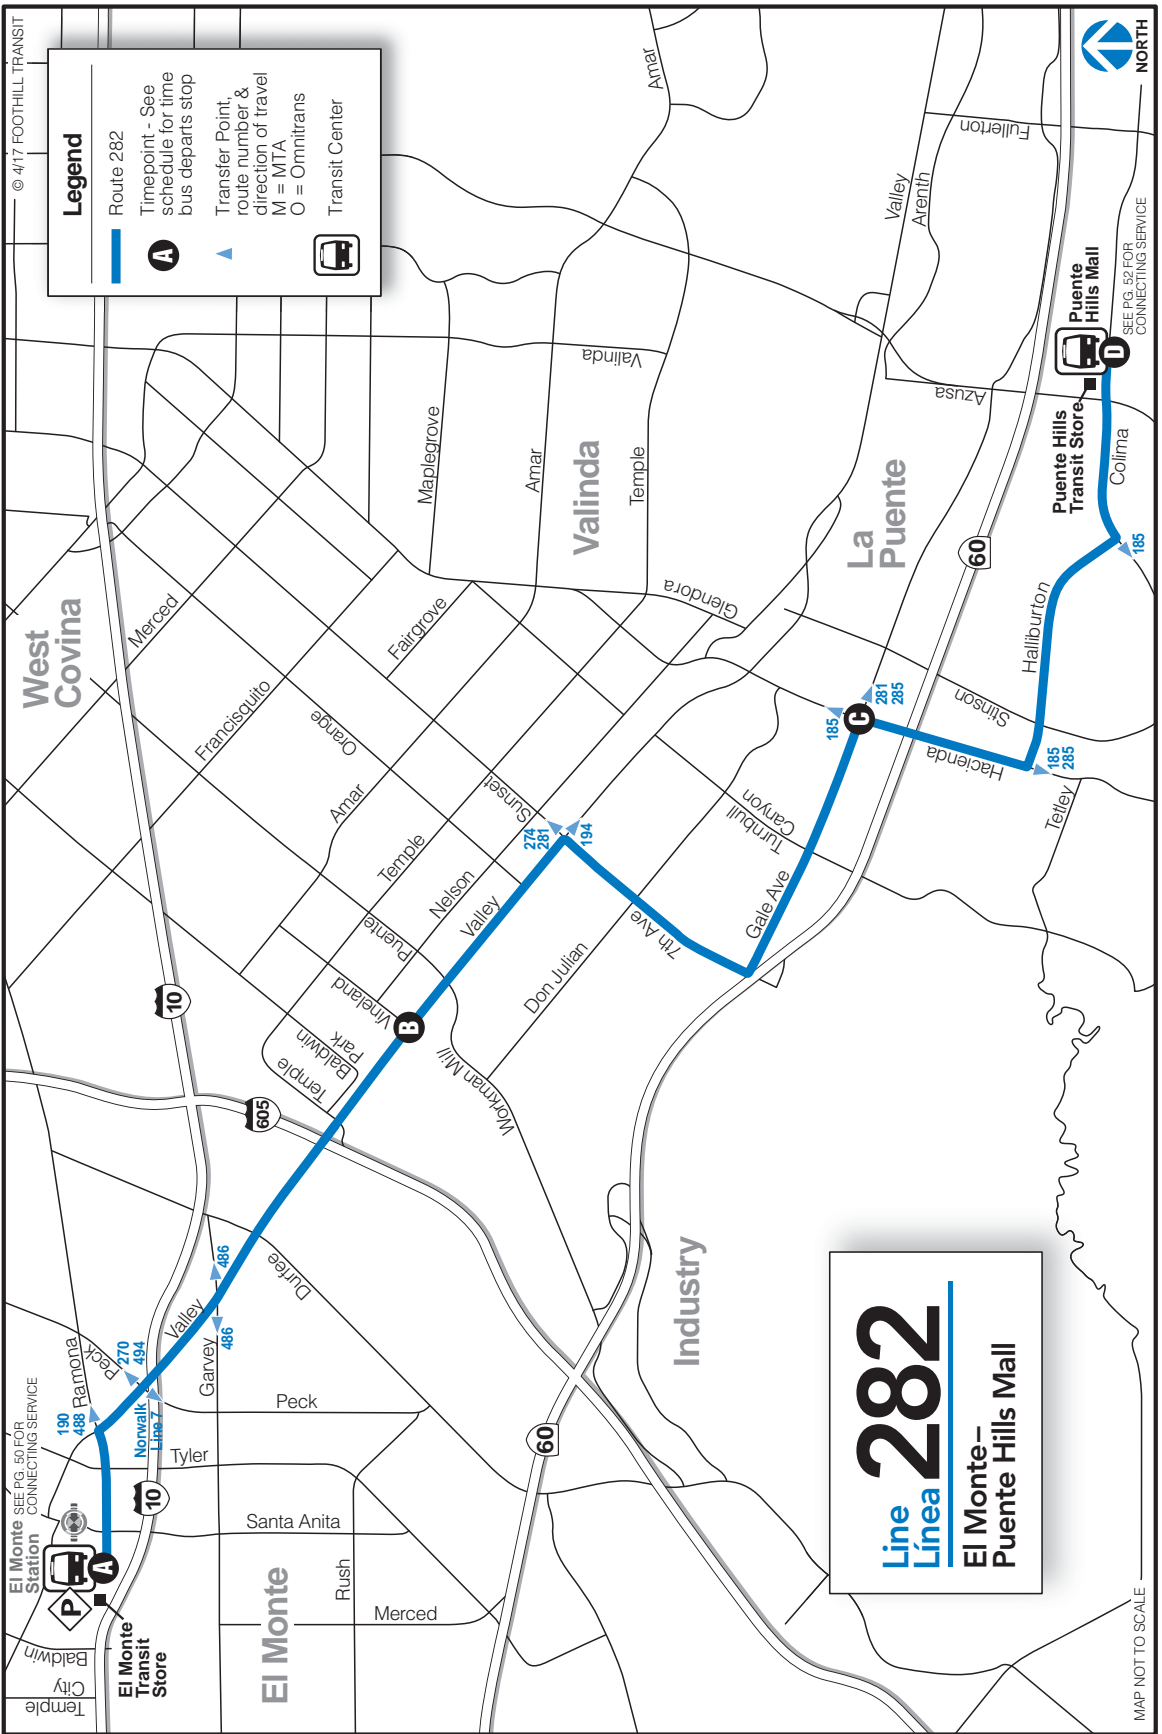 © 4/17 FOOTHILL TRANSIT
Legend
Route 282
A
Timepoint - See
schedule for time
bus departs stop
Transfer Point,
route number &
direction of travel
M = MTA
O = Omnitrans
Transit Center
El Monte
Station
SEE PG. 50 FOR
CONNECTING SERVICE
P
A
El Monte
Transit
Store
Temple
City
Baldwin
10
190
488
Ramona
Peck
270
494
Norwalk
Line 7
Tyler
Santa Anita
Peck
Garvey
Valley
486
486
Durfee
Rush
Merced
El Monte
605
10
60
Temple
Baldwin
Park
Vineland
B
Puente
Workman Mill
Valley
Nelson
Temple
Amar
Sunset
Orange
Francisquito
Merced
Fairgrove
West
Covina
274
281
194
Don Julian
7th Ave
Gale Ave
Turnbull
Canyon
Industry
Maplegrove
Amar
Valinda
Temple
Valinda
Glendora
Amar
Valley
Arenth
Fullerton
Azusa
La
Puente
60
185
C
281
285
Stinson
Hacienda
185
285
Tetley
Halliburton
185
Colima
Puente Hills
Transit Store
D
Puente
Hills Mall
SEE PG. 52 FOR
CONNECTING SERVICE
NORTH
Line
Línea
282
El Monte–
Puente Hills Mall
MAP NOT TO SCALE